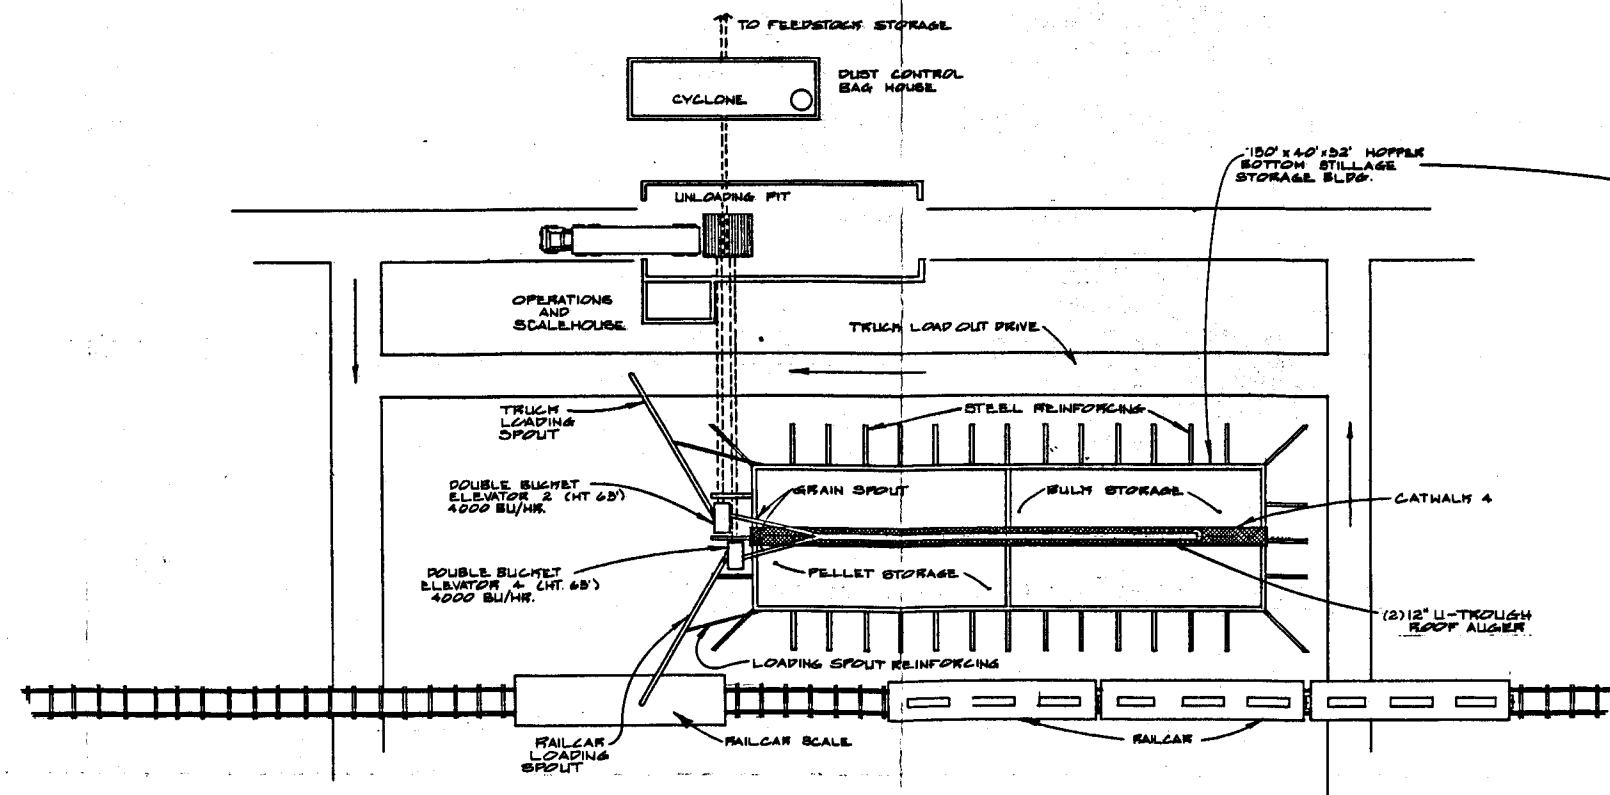 TO FEEDSTOCK STORAGE
DUST CONTROL
BAG HOUSE
CYCLONE
150' x 40' x 32' HOPPER
BOTTOM STILLAGE
STORAGE BLDG.
UNLOADING PIT
OPERATIONS
AND
SCALEHOUSE
TRUCK LOAD OUT DRIVE
TRUCK
LOADING
SPOUT
STEEL REINFORCING
DOUBLE BUCKET
ELEVATOR 2 (HT 65')
4000 BU/HR.
GRAIN SPOUT
BULK STORAGE
CATWALK 4
DOUBLE BUCKET
ELEVATOR 4 (HT. 65')
4000 BU/HR.
PELLET STORAGE
(2) 12" U-TROUGH
ROOF AUGER
LOADING SPOUT REINFORCING
RAILCAR
LOADING
SPOUT
RAILCAR SCALE
RAILCAR